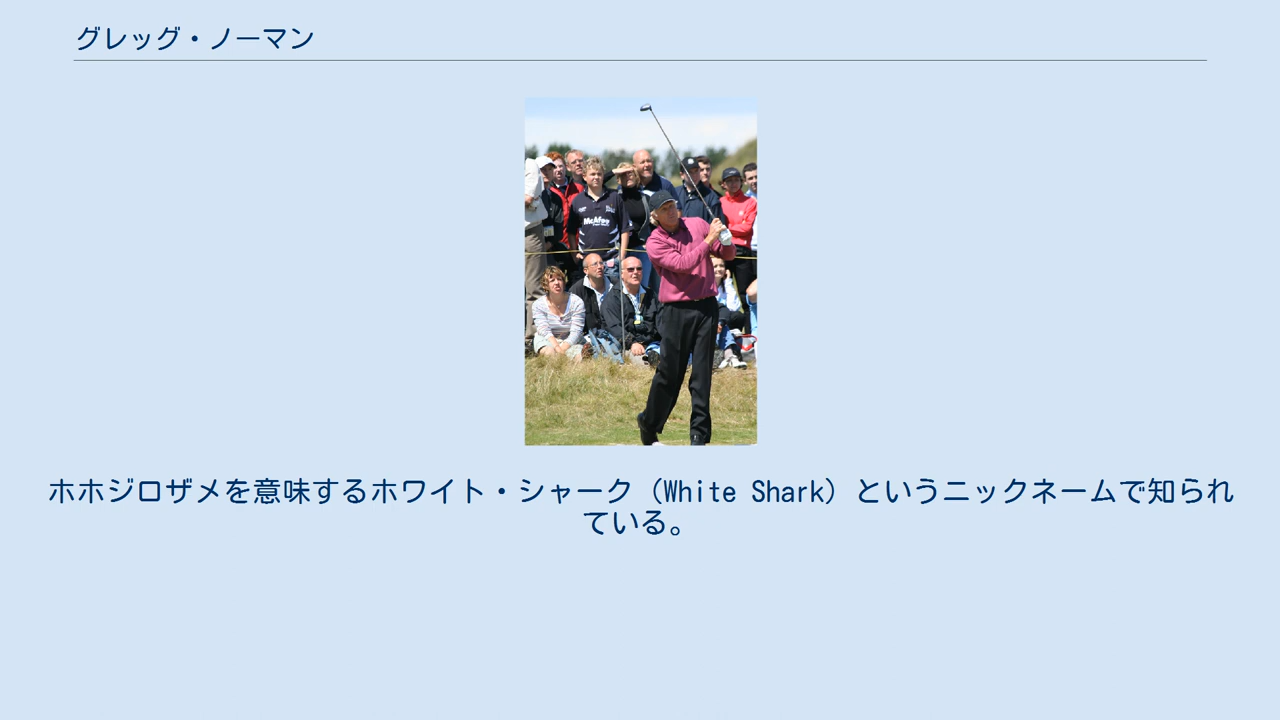 グレッグ・ノーマン
McAfee
ホホジロザメを意味するホワイト・シャーク（White Shark）というニックネームで知られ
ている。